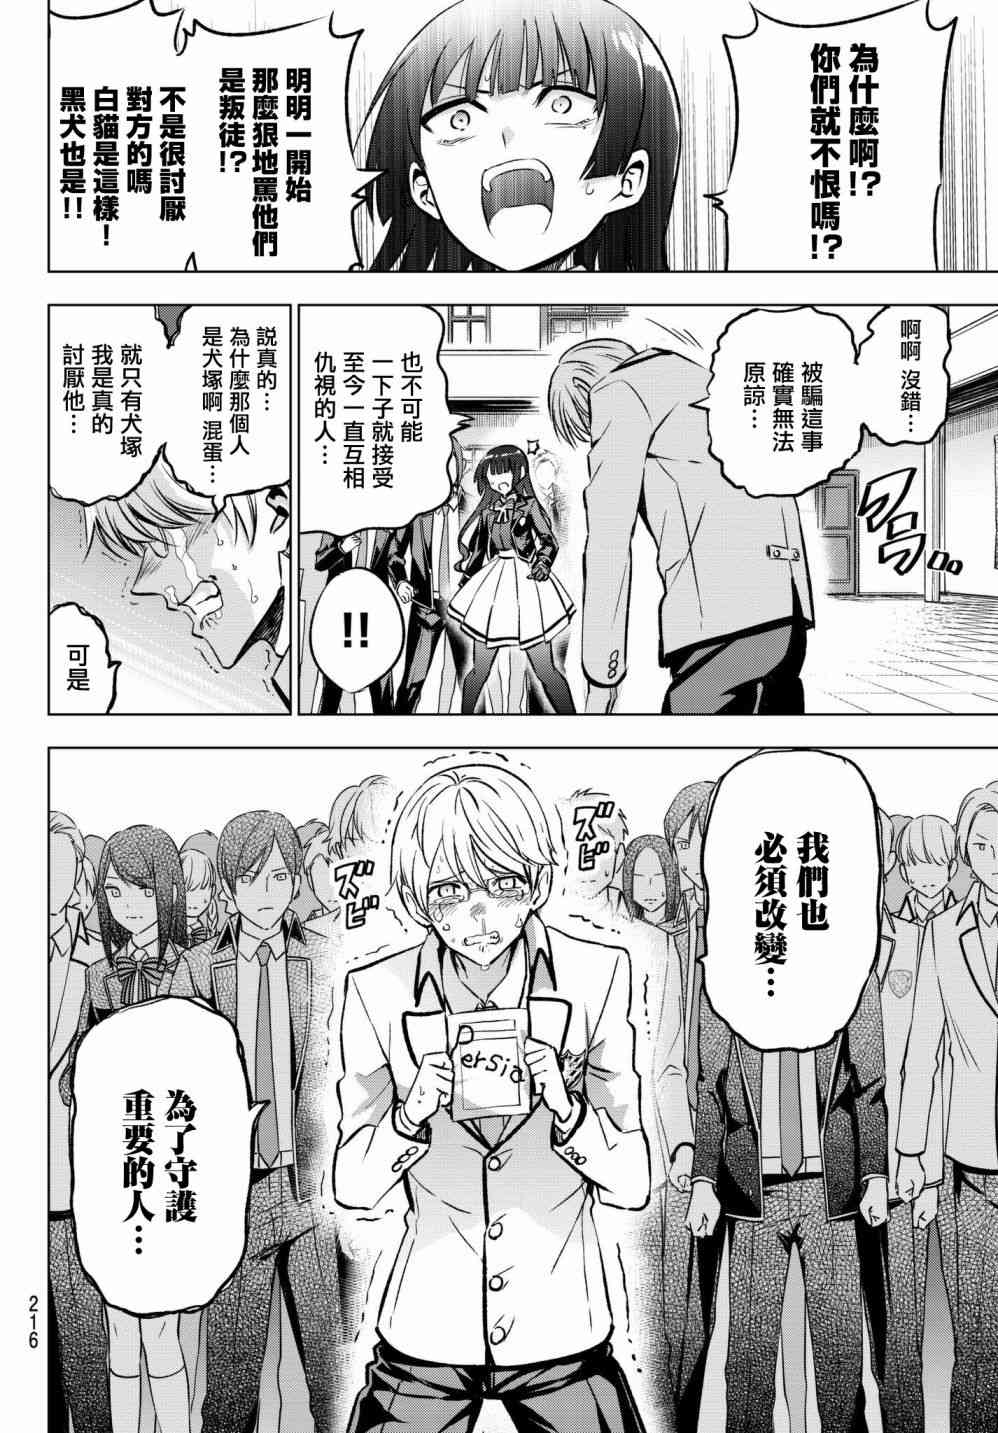 為什麼啊!?
你們就不恨嗎!?
明明一開始
那麼狠地罵他們
是叛徒!?
不是很討厭
對方的嗎
白貓是這樣!
黑犬也是!!
啊啊 沒錯…
被騙這事
確實無法
原諒…
也不可能
一下子就接受
至今一直互相
仇視的人…
!!
説真的…
為什麼那個人
是犬塚啊 混蛋…
就只有犬塚
我是真的
討厭他…
可是
我們也
必須改變…
ズビ
ズビ
ersia
為了守護
重要的人…
216